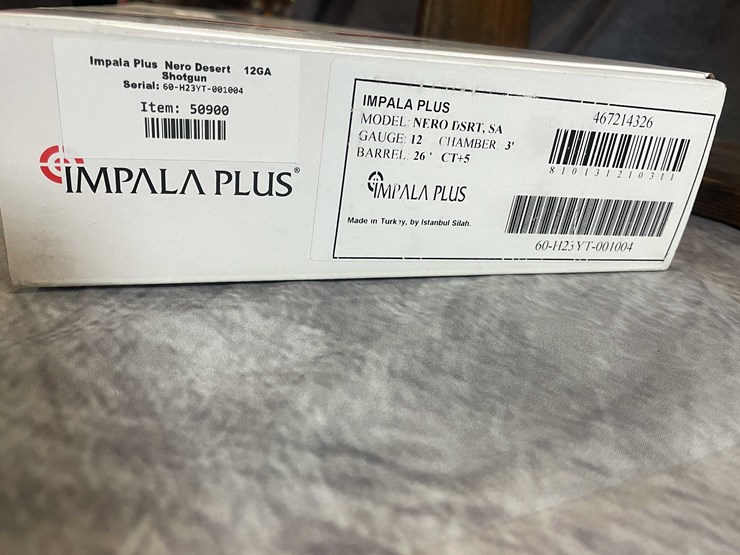 Impala Plus Nero Desert 12GA
Shotgun
Serial: 60-H23YT-001004
Item: 50900
IMPALA PLUS®
IMPALA PLUS
MODEL: NERO DSRT, SA
GAUGE: 12 CHAMBER: 3'
BARREL: 26' CT+5
IMPALA PLUS
Made in Turkey, by Istanbul Silah.
467214326
810131210311
60-H23YT-001004